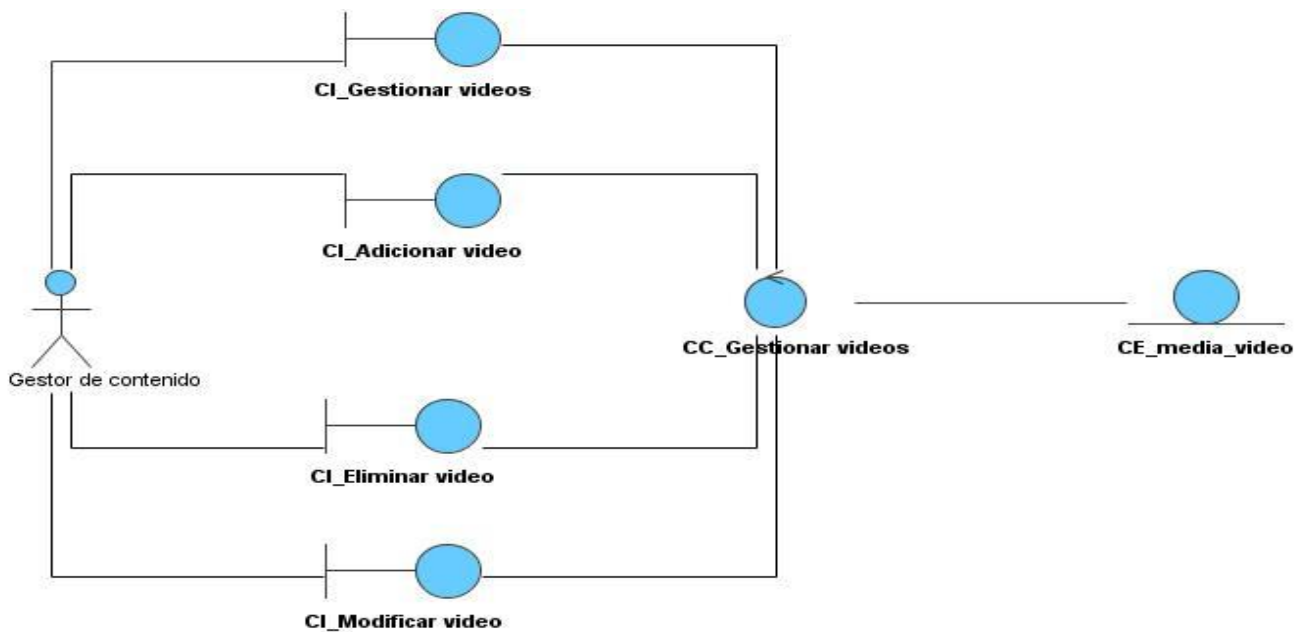 CI_Gestionar videos
CI_Adicionar video
Gestor de contenido
CC_Gestionar videos
CE_media_video
CI_Eliminar video
CI_Modificar video